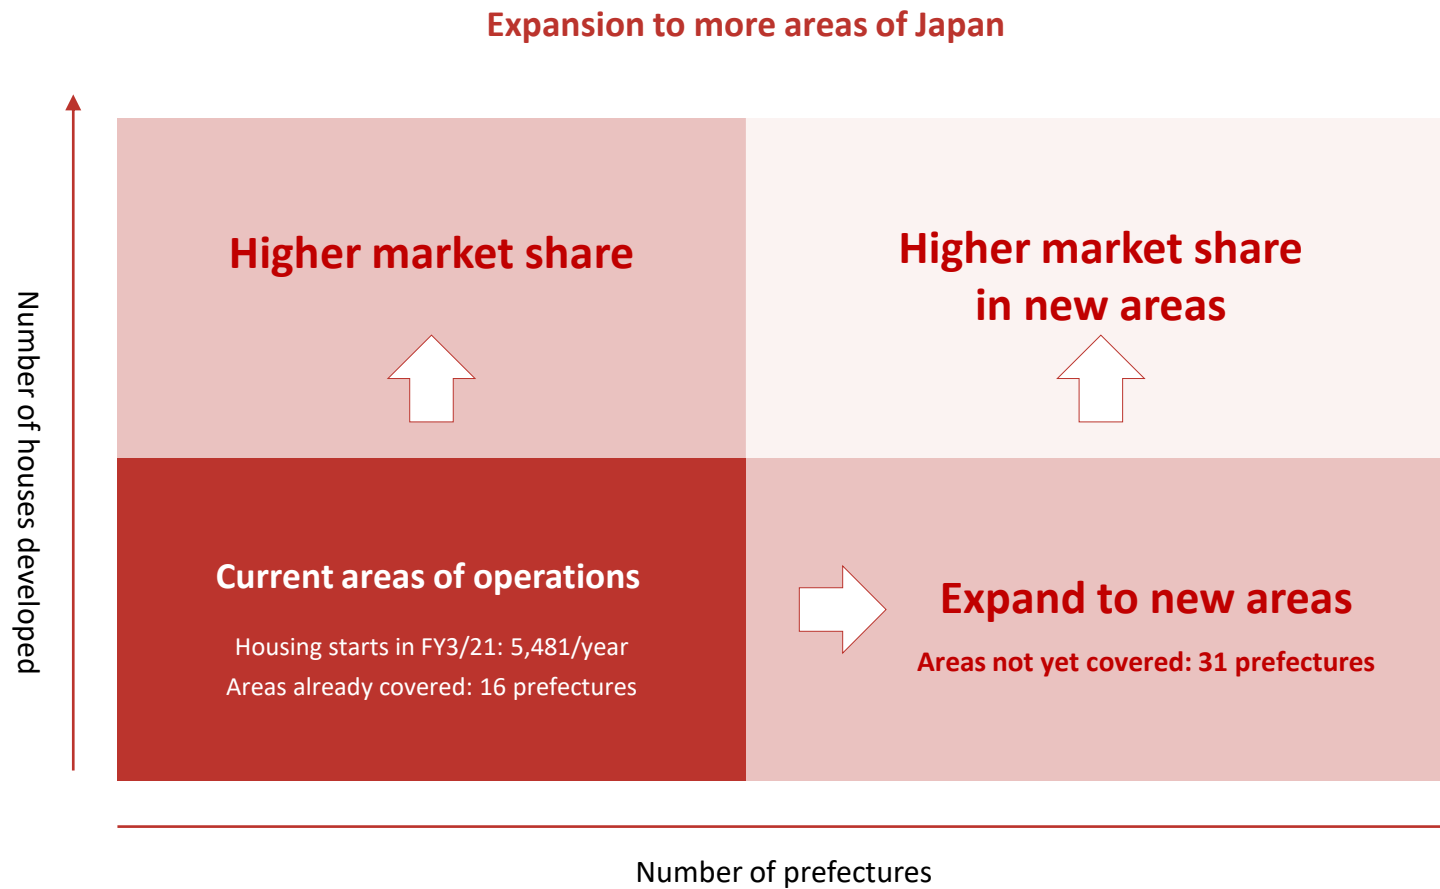 Expansion to more areas of Japan
Number of houses developed
Higher market share
Higher market share
in new areas
Current areas of operations
Housing starts in FY3/21: 5,481/year
Areas already covered: 16 prefectures
Expand to new areas
Areas not yet covered: 31 prefectures
Number of prefectures